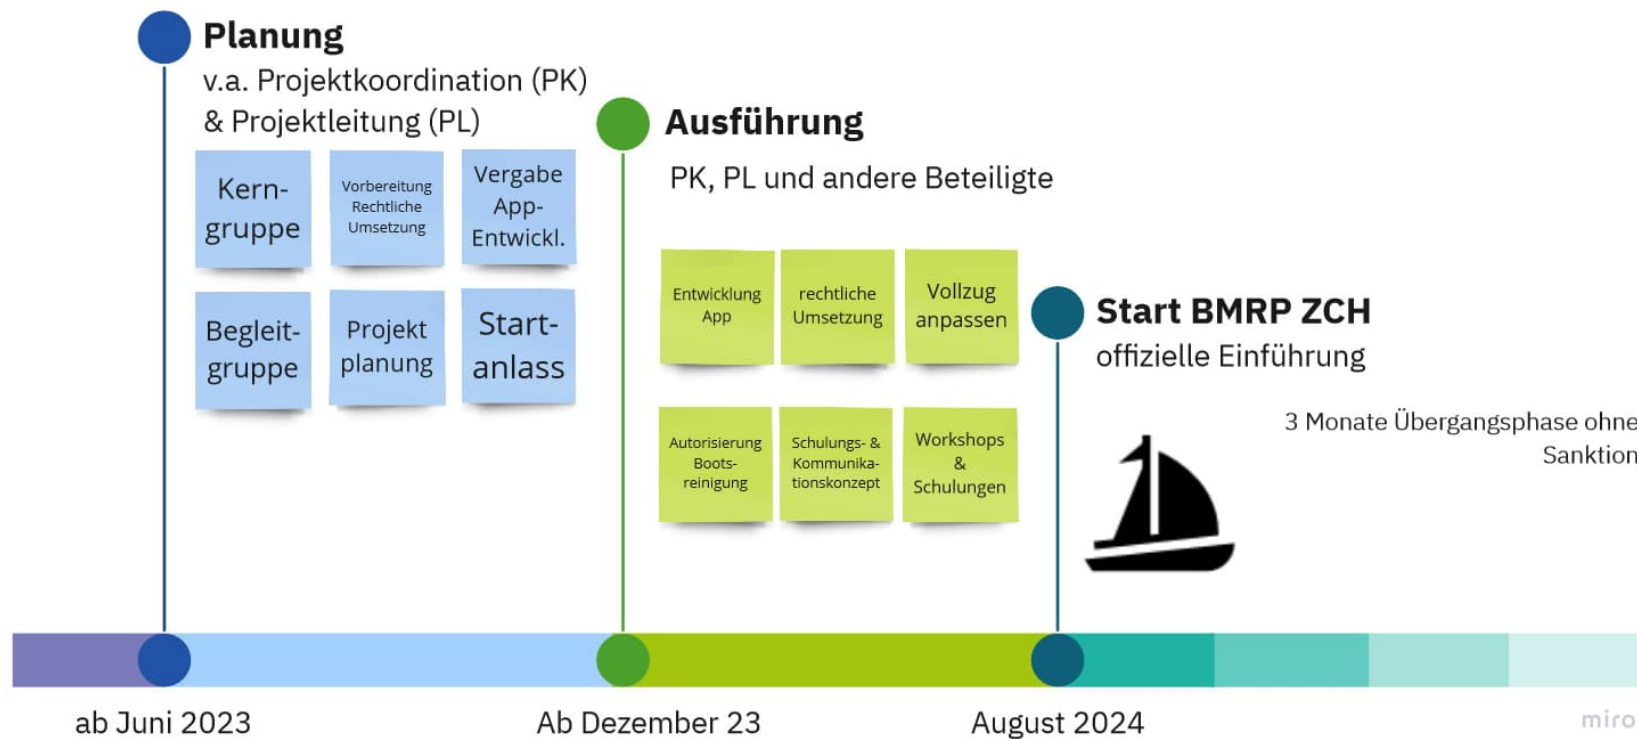 Planung
v.a. Projektkoordination (PK)
& Projektleitung (PL)
Kern-
gruppe
Vorbereitung
Rechtliche
Umsetzung
Vergabe
App-
Entwickl.
Begleit-
gruppe
Projekt
planung
Start-
anlass
Ausführung
PK, PL und andere Beteiligte
Entwicklung
App
rechtliche
Umsetzung
Vollzug
anpassen
Autorisierung
Boots-
reinigung
Schulungs- &
Kommunika-
tionskonzept
Workshops
&
Schulungen
Start BMRP ZCH
offizielle Einführung
3 Monate Übergangsphase ohne
Sanktion
ab Juni 2023
Ab Dezember 23
August 2024
miro